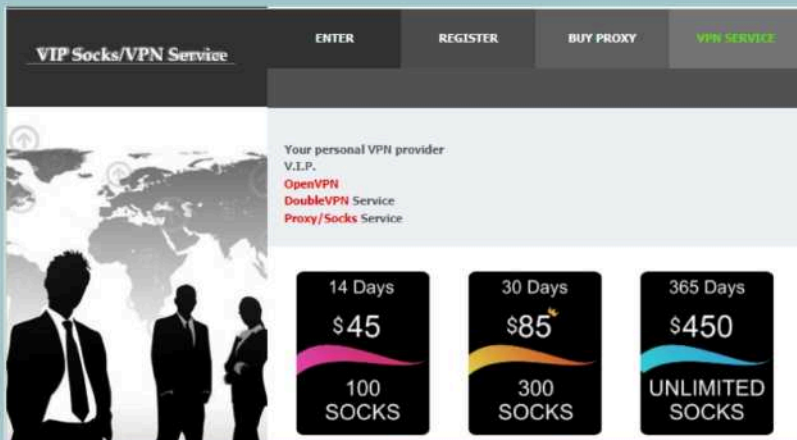 VIP Socks/VPN Service
ENTER REGISTER BUY PROXY VPN SERVICE
Your personal VPN provider
V.I.P.
OpenVPN
DoubleVPN Service
Proxy/Socks Service
14 Days
$45
100
SOCKS
30 Days
$85
300
SOCKS
365 Days
$450
UNLIMITED
SOCKS